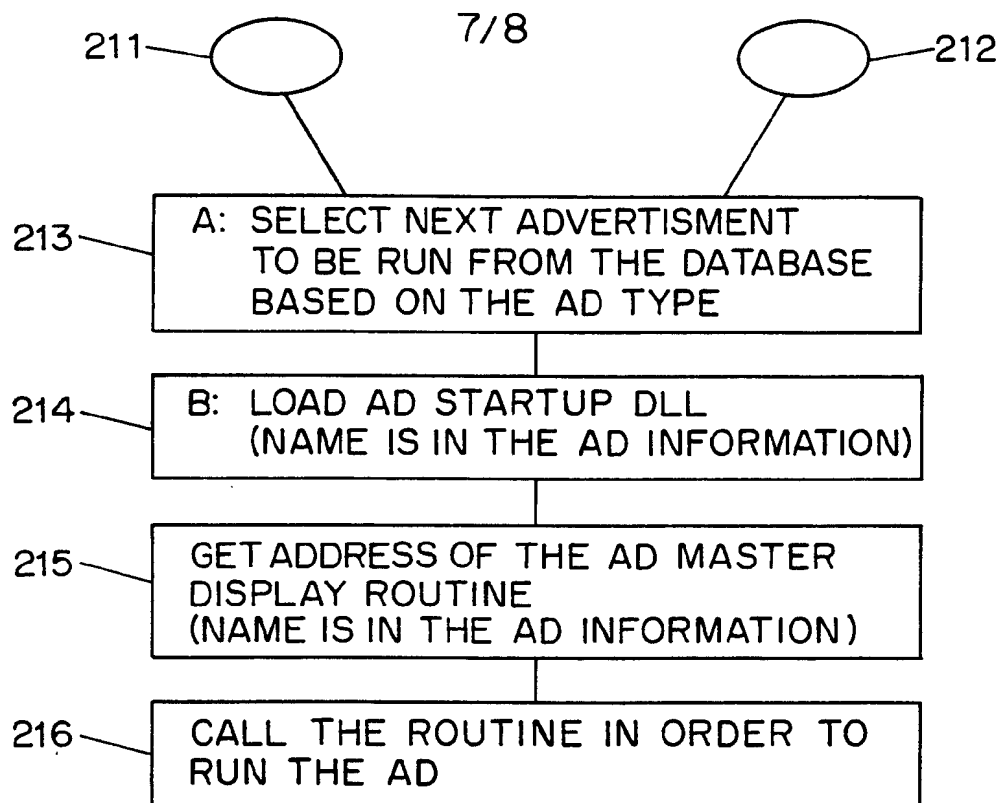 7/8
211
212
213
A: SELECT NEXT ADVERTISMENT
TO BE RUN FROM THE DATABASE
BASED ON THE AD TYPE
214
B: LOAD AD STARTUP DLL
(NAME IS IN THE AD INFORMATION)
215
GET ADDRESS OF THE AD MASTER
DISPLAY ROUTINE
(NAME IS IN THE AD INFORMATION)
216
CALL THE ROUTINE IN ORDER TO
RUN THE AD